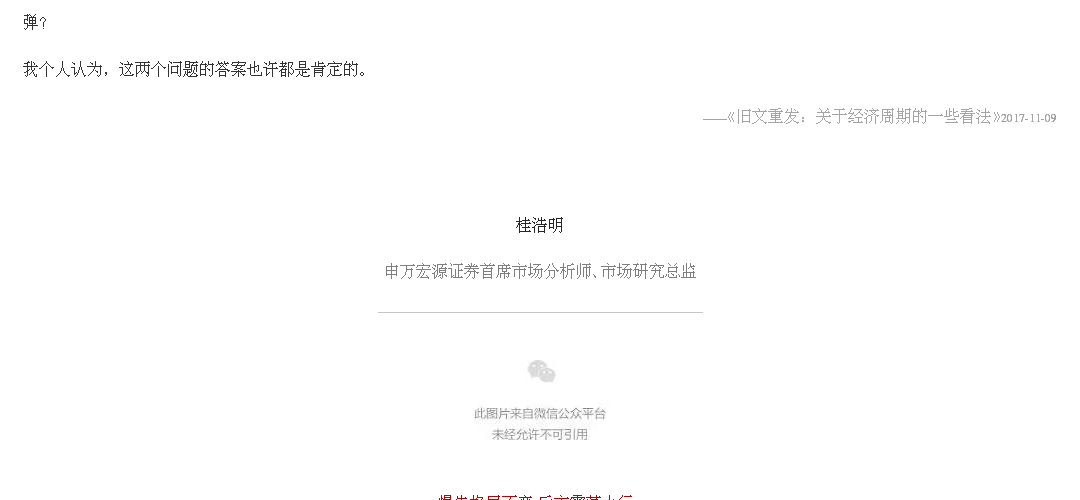 弹?
我个人认为，这两个问题的答案也许都是肯定的。
——《旧文重发：关于经济周期的一些看法》2017-11-09
桂浩明
申万宏源证券首席市场分析师、市场研究总监
此图片来自微信公众平台
未经允许不可引用